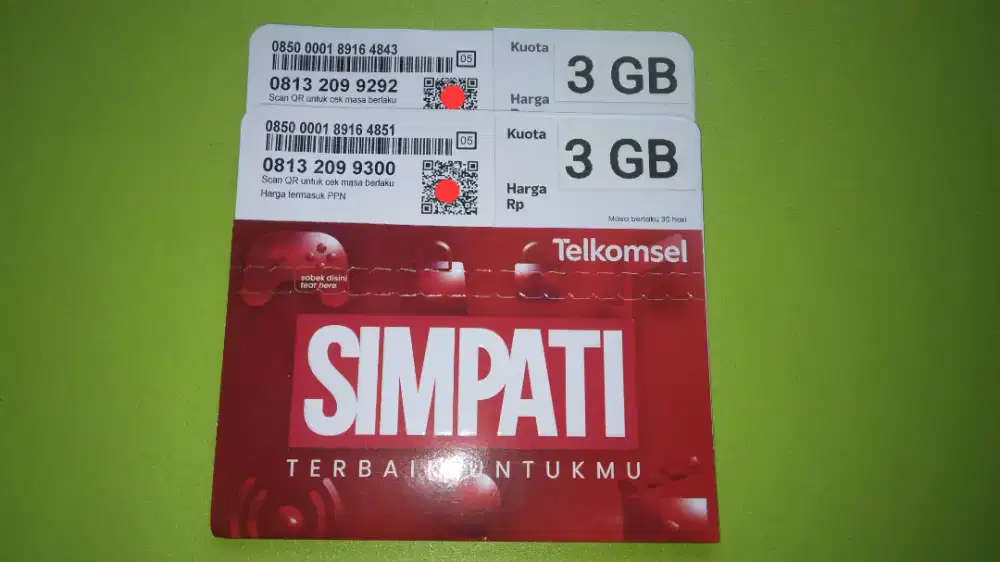 0850 0001 8916 4843
05
0813 209 9292
Scan QR untuk cek masa berlaku
Kuota
3 GB
Harga
0850 0001 8916 4851
05
0813 209 9300
Scan QR untuk cek masa berlaku
Harga termasuk PPN
Kuota
3 GB
Harga
Rp
Masa berlaku 30 hari
Telkomsel
sobek disini
tear here
SIMPATI
TERBAIK UNTUKMU